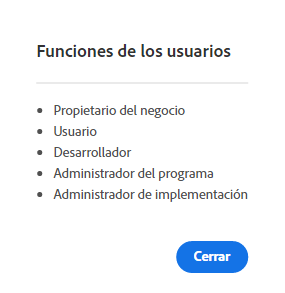 Funciones de los usuarios
Propietario del negocio
Usuario
Desarrollador
Administrador del programa
Administrador de implementación
Cerrar